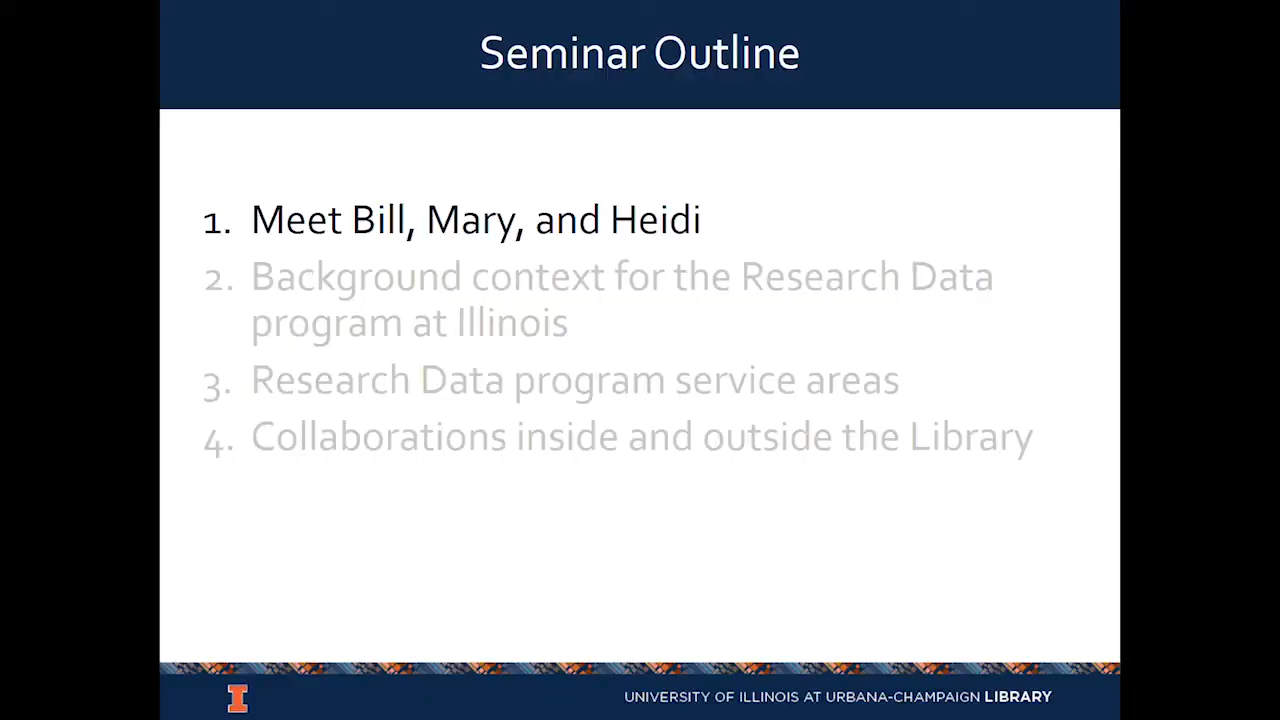 Seminar Outline
1. Meet Bill, Mary, and Heidi
2. Background context for the Research Data
program at Illinois
3. Research Data program service areas
4. Collaborations inside and outside the Library
I
UNIVERSITY OF ILLINOIS AT URBANA-CHAMPAIGN LIBRARY